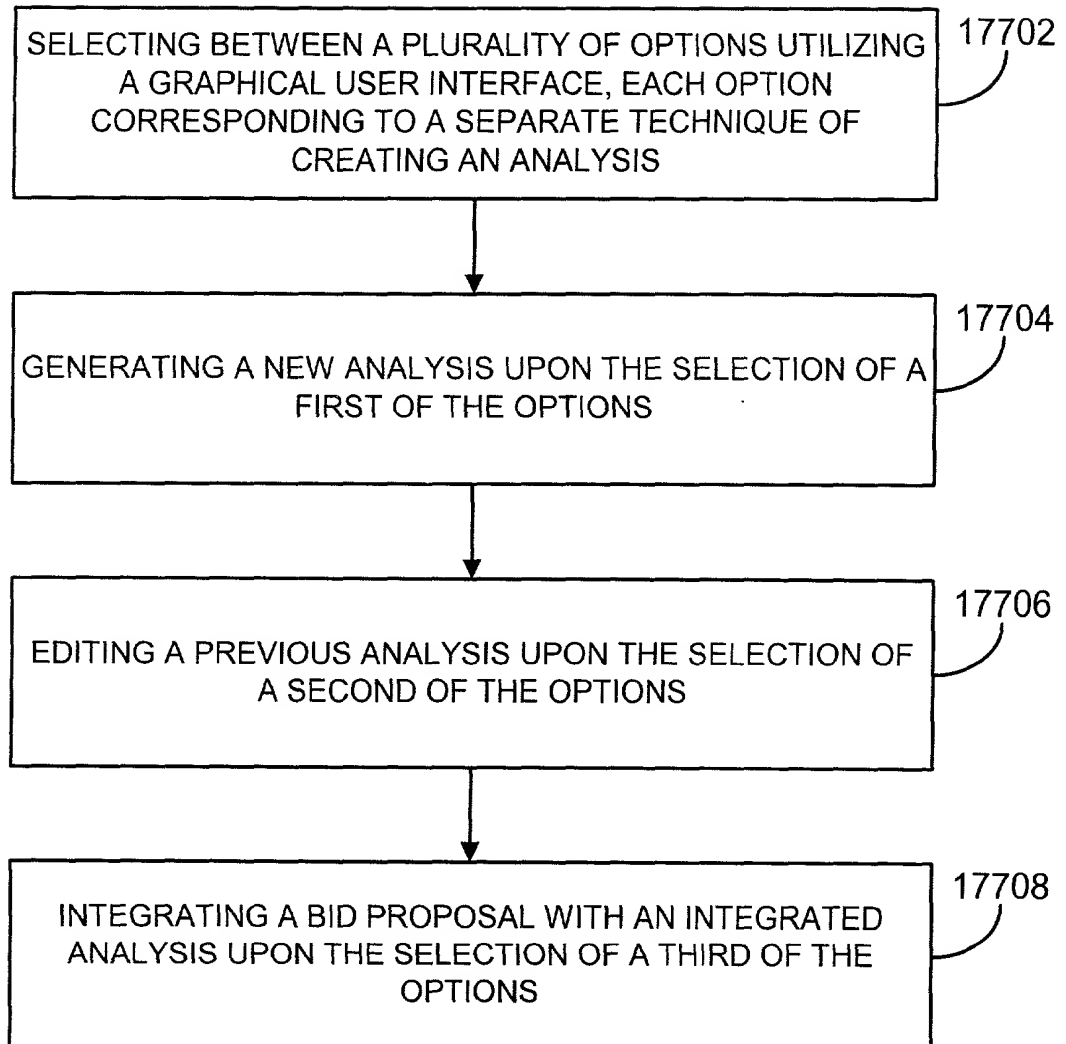 SELECTING BETWEEN A PLURALITY OF OPTIONS UTILIZING
A GRAPHICAL USER INTERFACE, EACH OPTION
CORRESPONDING TO A SEPARATE TECHNIQUE OF
CREATING AN ANALYSIS
17702
GENERATING A NEW ANALYSIS UPON THE SELECTION OF A
FIRST OF THE OPTIONS
17704
EDITING A PREVIOUS ANALYSIS UPON THE SELECTION OF
A SECOND OF THE OPTIONS
17706
INTEGRATING A BID PROPOSAL WITH AN INTEGRATED
ANALYSIS UPON THE SELECTION OF A THIRD OF THE
OPTIONS
17708